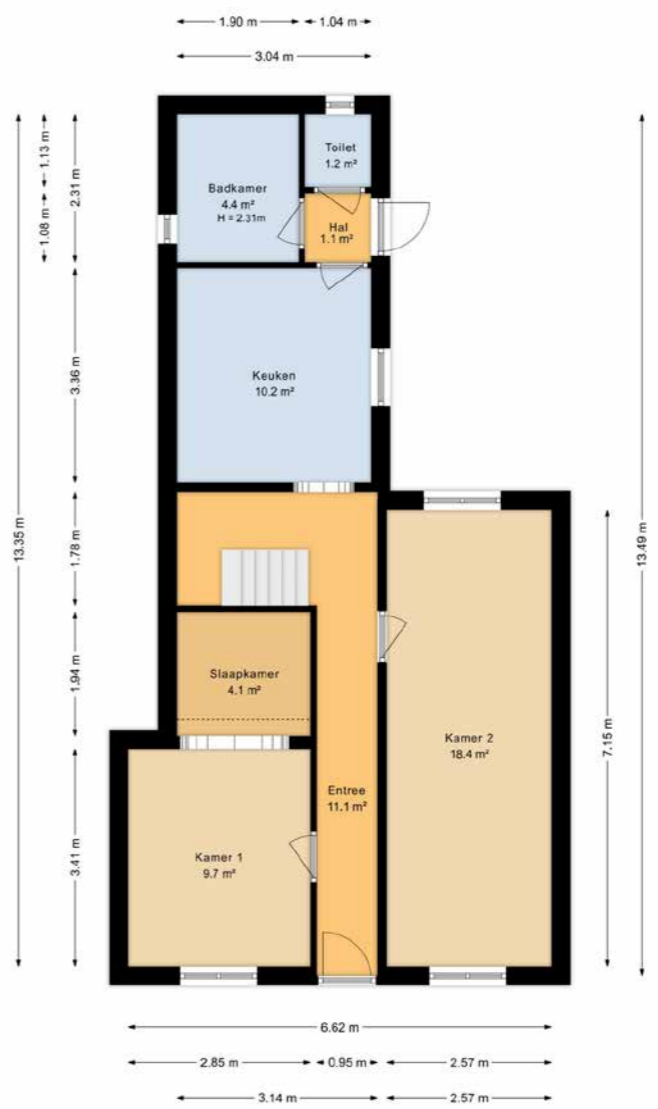 1.90 m
1.04 m
3.04 m
1.13 m
1.08 m
2.31 m
3.36 m
1.78 m
1.94 m
3.41 m
13.35 m
13.49 m
7.15 m
Toilet
1.2 m²
Badkamer
4.4 m²
H = 2.31m
Hal
1.1 m²
Keuken
10.2 m²
Slaapkamer
4.1 m²
Kamer 2
18.4 m²
Entree
11.1 m²
Kamer 1
9.7 m²
6.62 m
2.85 m
0.95 m
2.57 m
3.14 m
2.57 m